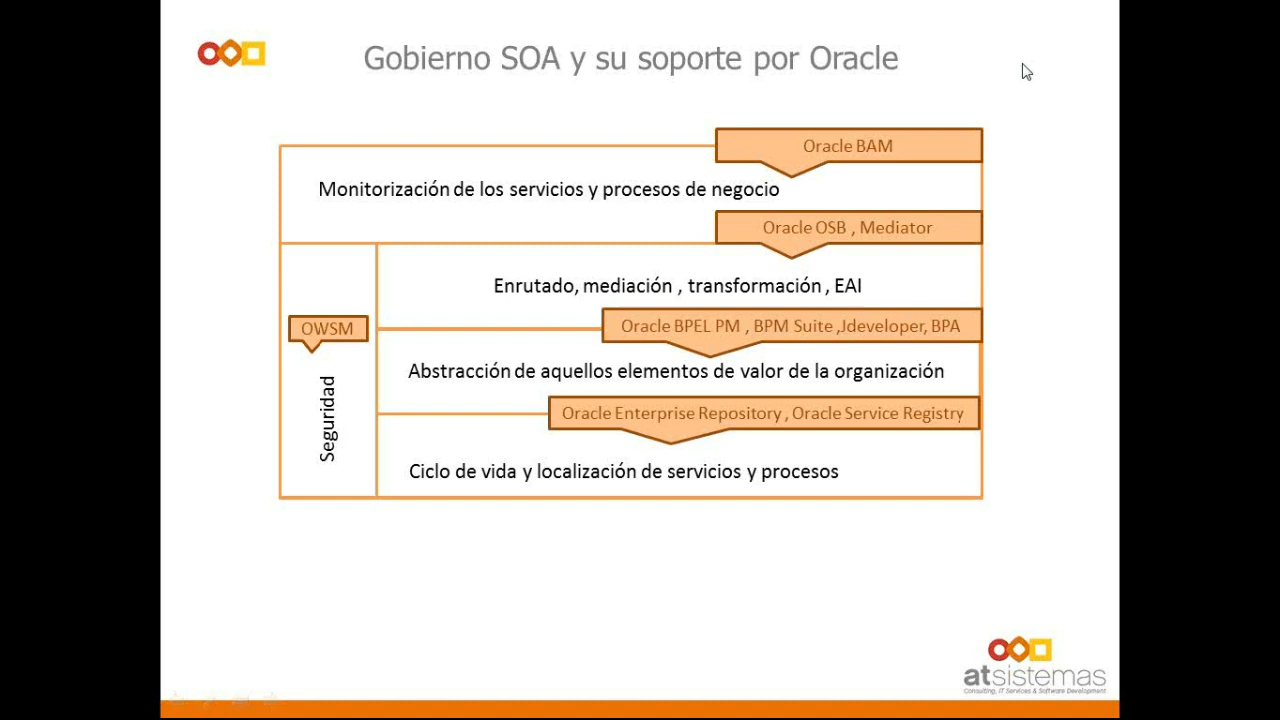 Gobierno SOA y su soporte por Oracle
Oracle BAM
Monitorización de los servicios y procesos de negocio
Oracle OSB , Mediator
Enrutado, mediación , transformación , EAI
OWSM
Oracle BPEL PM , BPM Suite ,Jdeveloper, BPA
Abstracción de aquellos elementos de valor de la organización
Seguridad
Oracle Enterprise Repository , Oracle Service Registry
Ciclo de vida y localización de servicios y procesos
atsistemas
Consulting, IT Services & Software Development